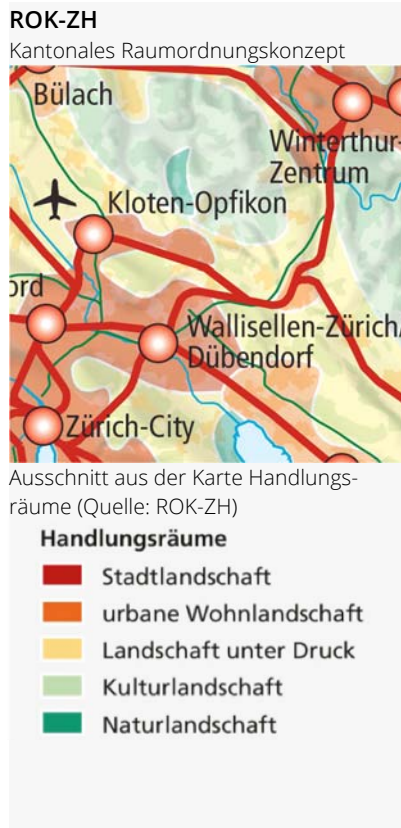 ROK-ZH
Kantonales Raumordnungskonzept
Bülach
Winterthur-
Zentrum
Kloten-Opfikon
ord
Wallisellen-Zürich/
Dübendorf
Zürich-City
Ausschnitt aus der Karte Handlungs-
räume (Quelle: ROK-ZH)
Handlungsräume
Stadtlandschaft
urbane Wohnlandschaft
Landschaft unter Druck
Kulturlandschaft
Naturlandschaft